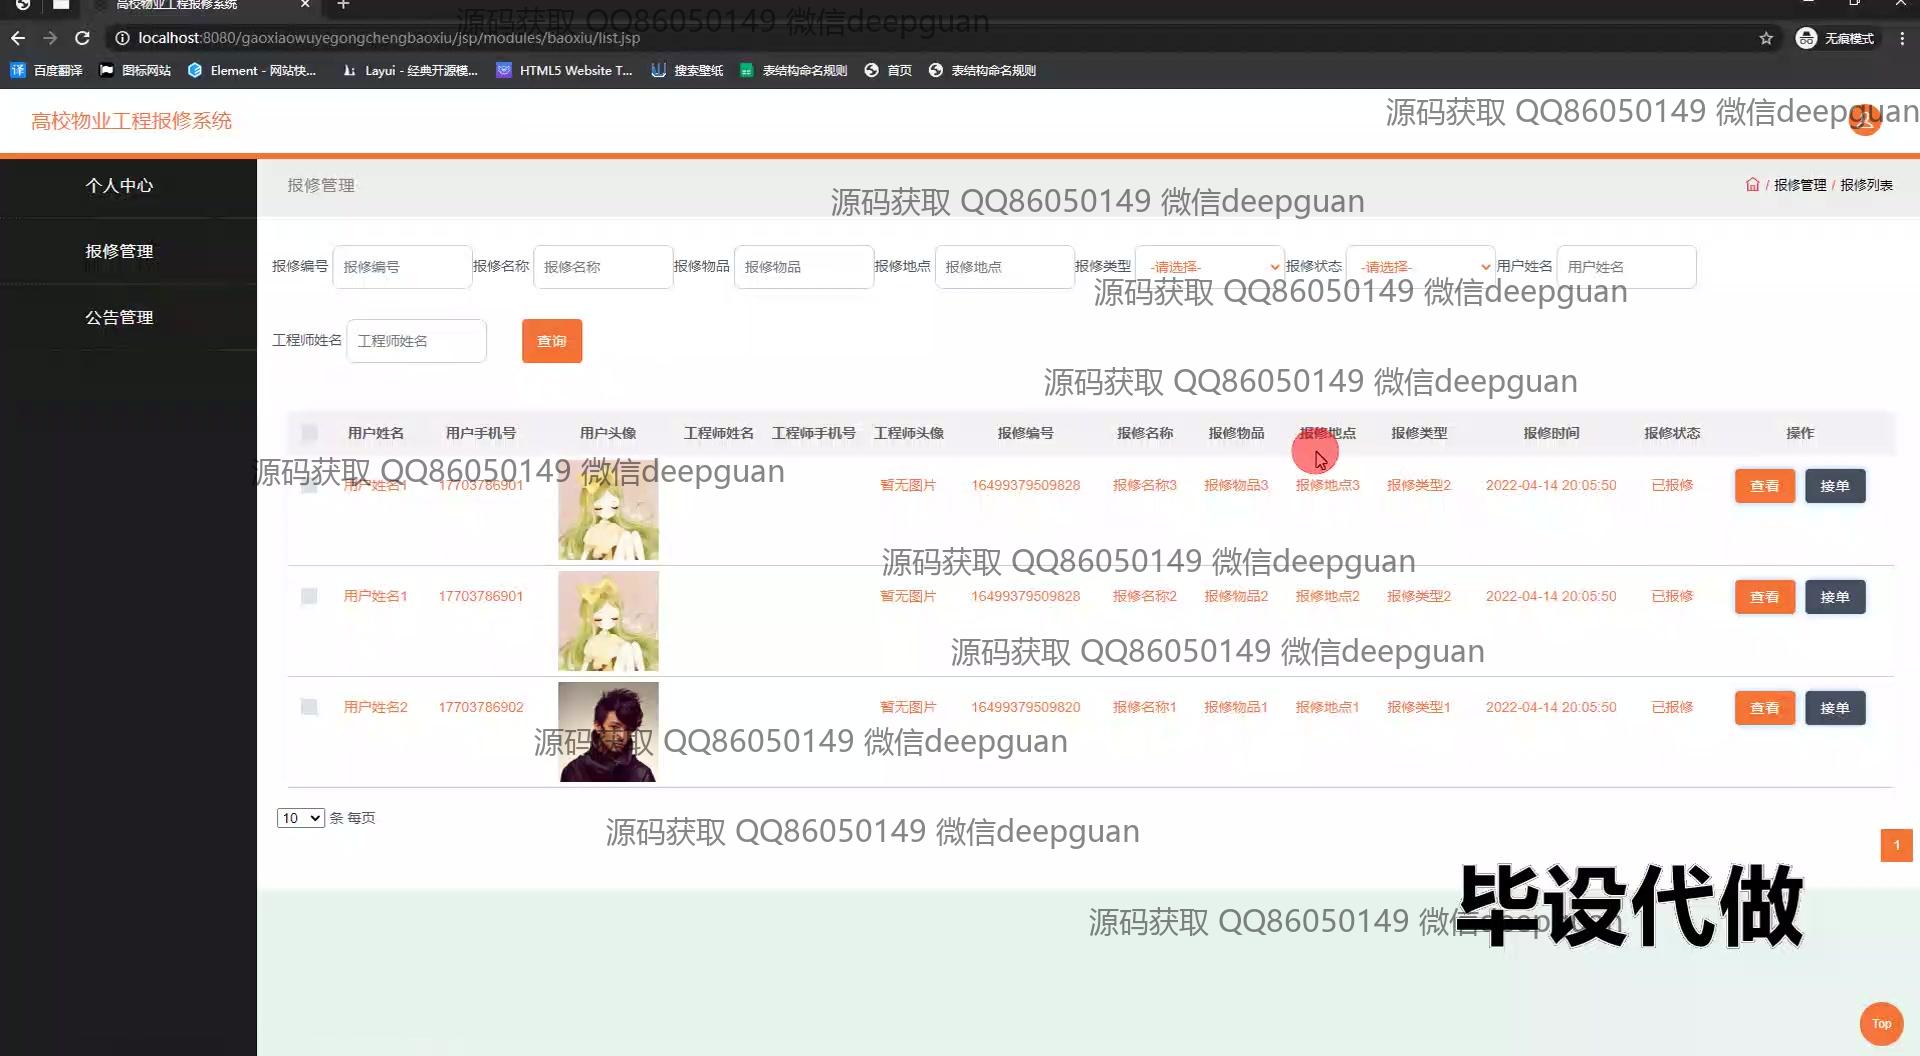 高校物业工程报修系统
源码获取 QQ86050149 微信deepguan
localhost:8080/gaoxiaowuyegongchengbaoxiu/jsp/modules/baoxiu/list.jsp
无痕模式
百度翻译 图标网站 Element - 网站快... Layui - 经典开源模... HTML5 Website T... 搜索壁纸 表结构命名规则 首页 表结构命名规则
高校物业工程报修系统
源码获取 QQ86050149 微信deepguan
个人中心
报修管理
公告管理
报修管理
/ 报修管理 / 报修列表
源码获取 QQ86050149 微信deepguan
报修编号 报修编号 报修名称 报修名称 报修物品 报修物品 报修地点 报修地点 报修类型 -请选择- 报修状态 -请选择- 用户姓名 用户姓名
源码获取 QQ86050149 微信deepguan
工程师姓名 工程师姓名 查询
源码获取 QQ86050149 微信deepguan
用户姓名 用户手机号 用户头像 工程师姓名 工程师手机号 工程师头像 报修编号 报修名称 报修物品 报修地点 报修类型 报修时间 报修状态 操作
源码获取 QQ86050149 微信deepguan
用户姓名1 17703786901 暂无图片 16499379509828 报修名称3 报修物品3 报修地点3 报修类型2 2022-04-14 20:05:50 已报修 查看 接单
源码获取 QQ86050149 微信deepguan
用户姓名1 17703786901 暂无图片 16499379509828 报修名称2 报修物品2 报修地点2 报修类型2 2022-04-14 20:05:50 已报修 查看 接单
源码获取 QQ86050149 微信deepguan
用户姓名2 17703786902 暂无图片 16499379509820 报修名称1 报修物品1 报修地点1 报修类型1 2022-04-14 20:05:50 已报修 查看 接单
源码获取 QQ86050149 微信deepguan
10 条 每页
源码获取 QQ86050149 微信deepguan
1
毕设代做
源码获取 QQ86050149 微信deepguan
Top